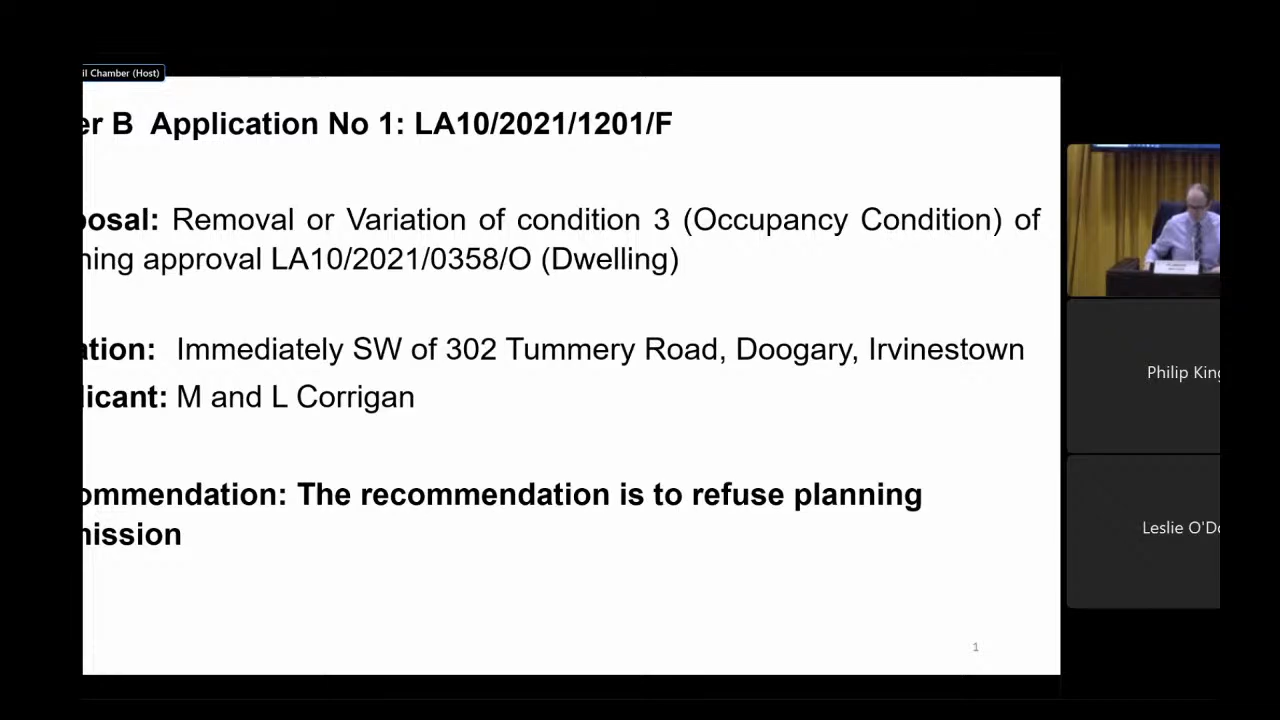 il Chamber (Host)
er B Application No 1: LA10/2021/1201/F
posal: Removal or Variation of condition 3 (Occupancy Condition) of
ning approval LA10/2021/0358/O (Dwelling)
ation: Immediately SW of 302 Tummery Road, Doogary, Irvinestown
licant: M and L Corrigan
ommendation: The recommendation is to refuse planning
nission
1
Philip King
Leslie O'Do